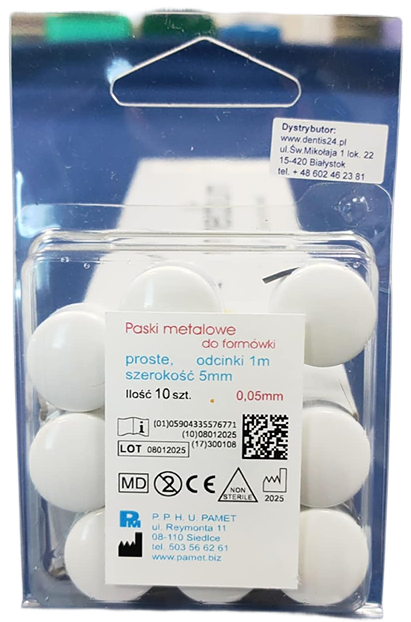 Dystrybutor:
www.dentis24.pl
ul.Św.Mikołaja 1 lok. 22
15-420 Białystok
tel. + 48 602 46 23 81
Paski metalowe
do formówki
proste, odcinki 1m
szerokość 5mm
Ilość 10 szt. 0,05mm
(01)05904335576771
(10)08012025
(17)300108
LOT 08012025
MD 2 CE NON STERILE 2025
PM P. P. H. U. PAMET
ul. Reymonta 11
08-110 Siedlce
tel. 503 56 62 61
www.pamet.biz